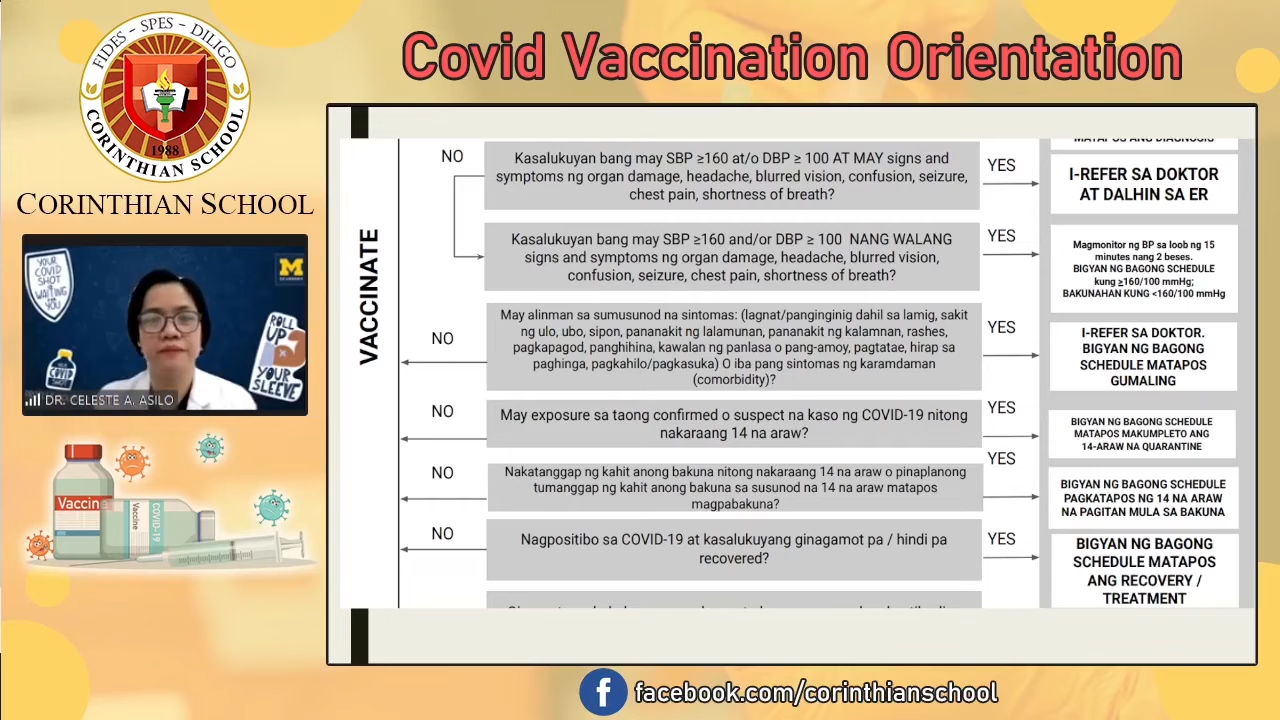 Covid Vaccination Orientation
FIDES - SPES - DILIGO
CORINTHIAN SCHOOL
1988
CORINTHIAN SCHOOL
YOUR
COVID
SHOT
IS
WAITING
YOU
M
ROLL
UP
YOUR
SLEEVE
COVID
SHOT
DR. CELESTE A. ASILO
Vaccine
Vaccine
COVID-19
VACCINATE
MATAPOS ANG DIAGNOSIS
NO
Kasalukuyan bang may SBP ≥160 at/o DBP ≥ 100 AT MAY signs and
symptoms ng organ damage, headache, blurred vision, confusion, seizure,
chest pain, shortness of breath?
YES
I-REFER SA DOKTOR
AT DALHIN SA ER
Kasalukuyan bang may SBP ≥160 and/or DBP ≥ 100 NANG WALANG
signs and symptoms ng organ damage, headache, blurred vision,
confusion, seizure, chest pain, shortness of breath?
YES
Magmonitor ng BP sa loob ng 15
minutes nang 2 beses.
BIGYAN NG BAGONG SCHEDULE
kung ≥160/100 mmHg;
BAKUNAHAN KUNG <160/100 mmHg
NO
May alinman sa sumusunod na sintomas: (lagnat/panginginig dahil sa lamig, sakit
ng ulo, ubo, sipon, pananakit ng lalamunan, pananakit ng kalamnan, rashes,
pagkapagod, panghihina, kawalan ng panlasa o pang-amoy, pagtatae, hirap sa
paghinga, pagkahilo/pagkasuka) O iba pang sintomas ng karamdaman
(comorbidity)?
YES
I-REFER SA DOKTOR.
BIGYAN NG BAGONG
SCHEDULE MATAPOS
GUMALING
NO
May exposure sa taong confirmed o suspect na kaso ng COVID-19 nitong
nakaraang 14 na araw?
YES
BIGYAN NG BAGONG SCHEDULE
MATAPOS MAKUMPLETO ANG
14-ARAW NA QUARANTINE
NO
Nakatanggap ng kahit anong bakuna nitong nakaraang 14 na araw o pinaplanong
tumanggap ng kahit anong bakuna sa susunod na 14 na araw matapos
magpabakuna?
YES
BIGYAN NG BAGONG SCHEDULE
PAGKATAPOS NG 14 NA ARAW
NA PAGITAN MULA SA BAKUNA
NO
Nagpositibo sa COVID-19 at kasalukuyang ginagamot pa / hindi pa
recovered?
YES
BIGYAN NG BAGONG
SCHEDULE MATAPOS
ANG RECOVERY /
TREATMENT
facebook.com/corinthianschool